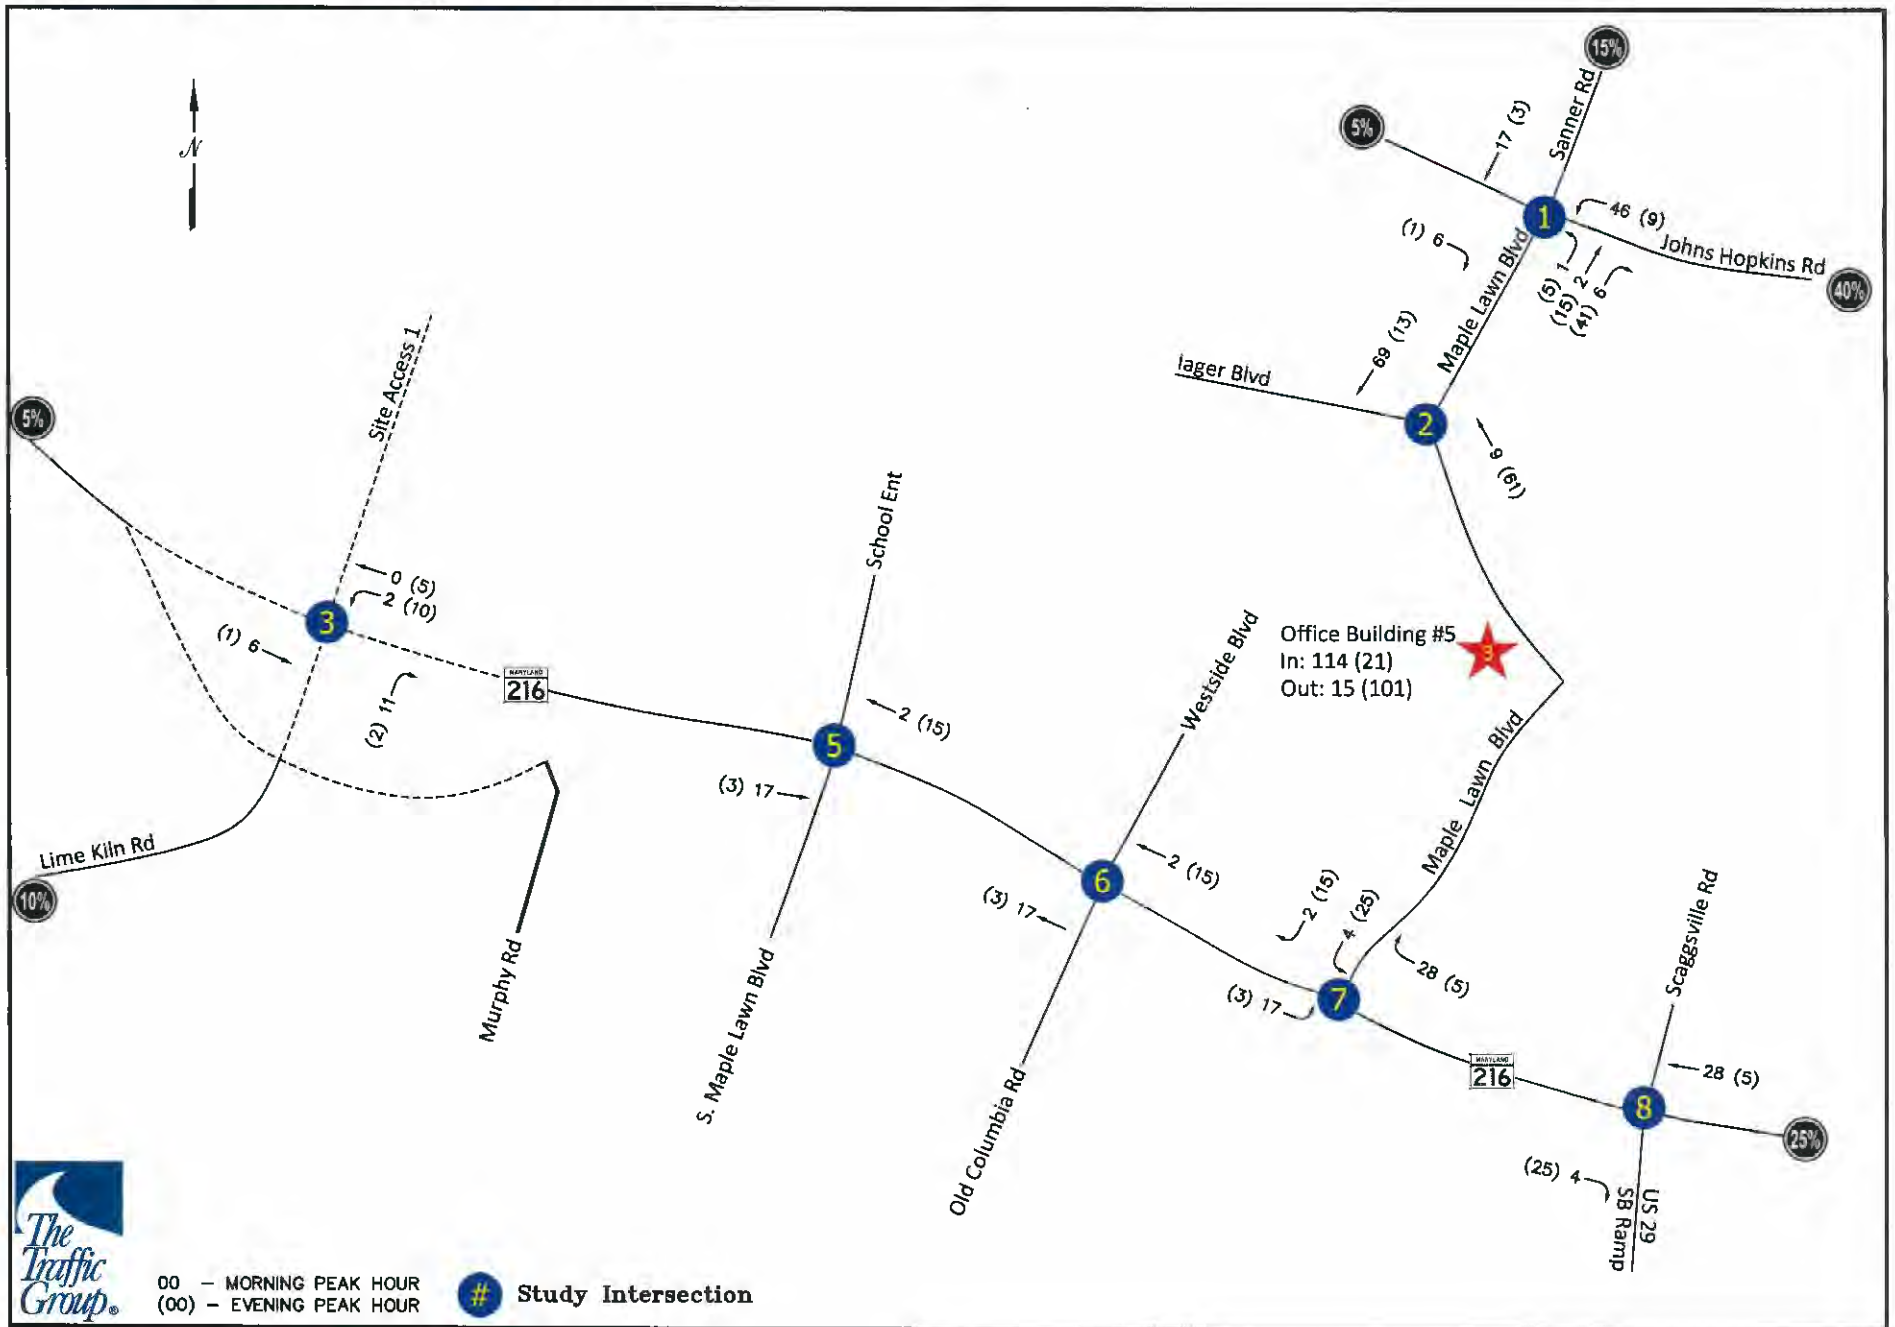 15%
Sanner Rd
5%
17 (3)
N
1
46 (9)
(1) 6
Johns Hopkins Rd
(5) 1
(15) 2
(41) 6
40%
Maple Lawn Blvd
69 (13)
Iager Blvd
2
9 (61)
Site Access 1
5%
School Ent
0 (5)
2 (10)
3
(1) 6
(2) 11
MARYLAND
216
Westside Blvd
Office Building #5
In: 114 (21)
Out: 15 (101)
3
2 (15)
5
(3) 17
Maple Lawn Blvd
Lime Kiln Rd
10%
Murphy Rd
S. Maple Lawn Blvd
2 (15)
6
(3) 17
2 (15)
4 (25)
28 (5)
(3) 17
7
Scaggsville Rd
Old Columbia Rd
MARYLAND
216
28 (5)
8
25%
(25) 4
US 29
SB Ramp
The
Traffic
Group®
00 – MORNING PEAK HOUR
(00) – EVENING PEAK HOUR
# Study Intersection